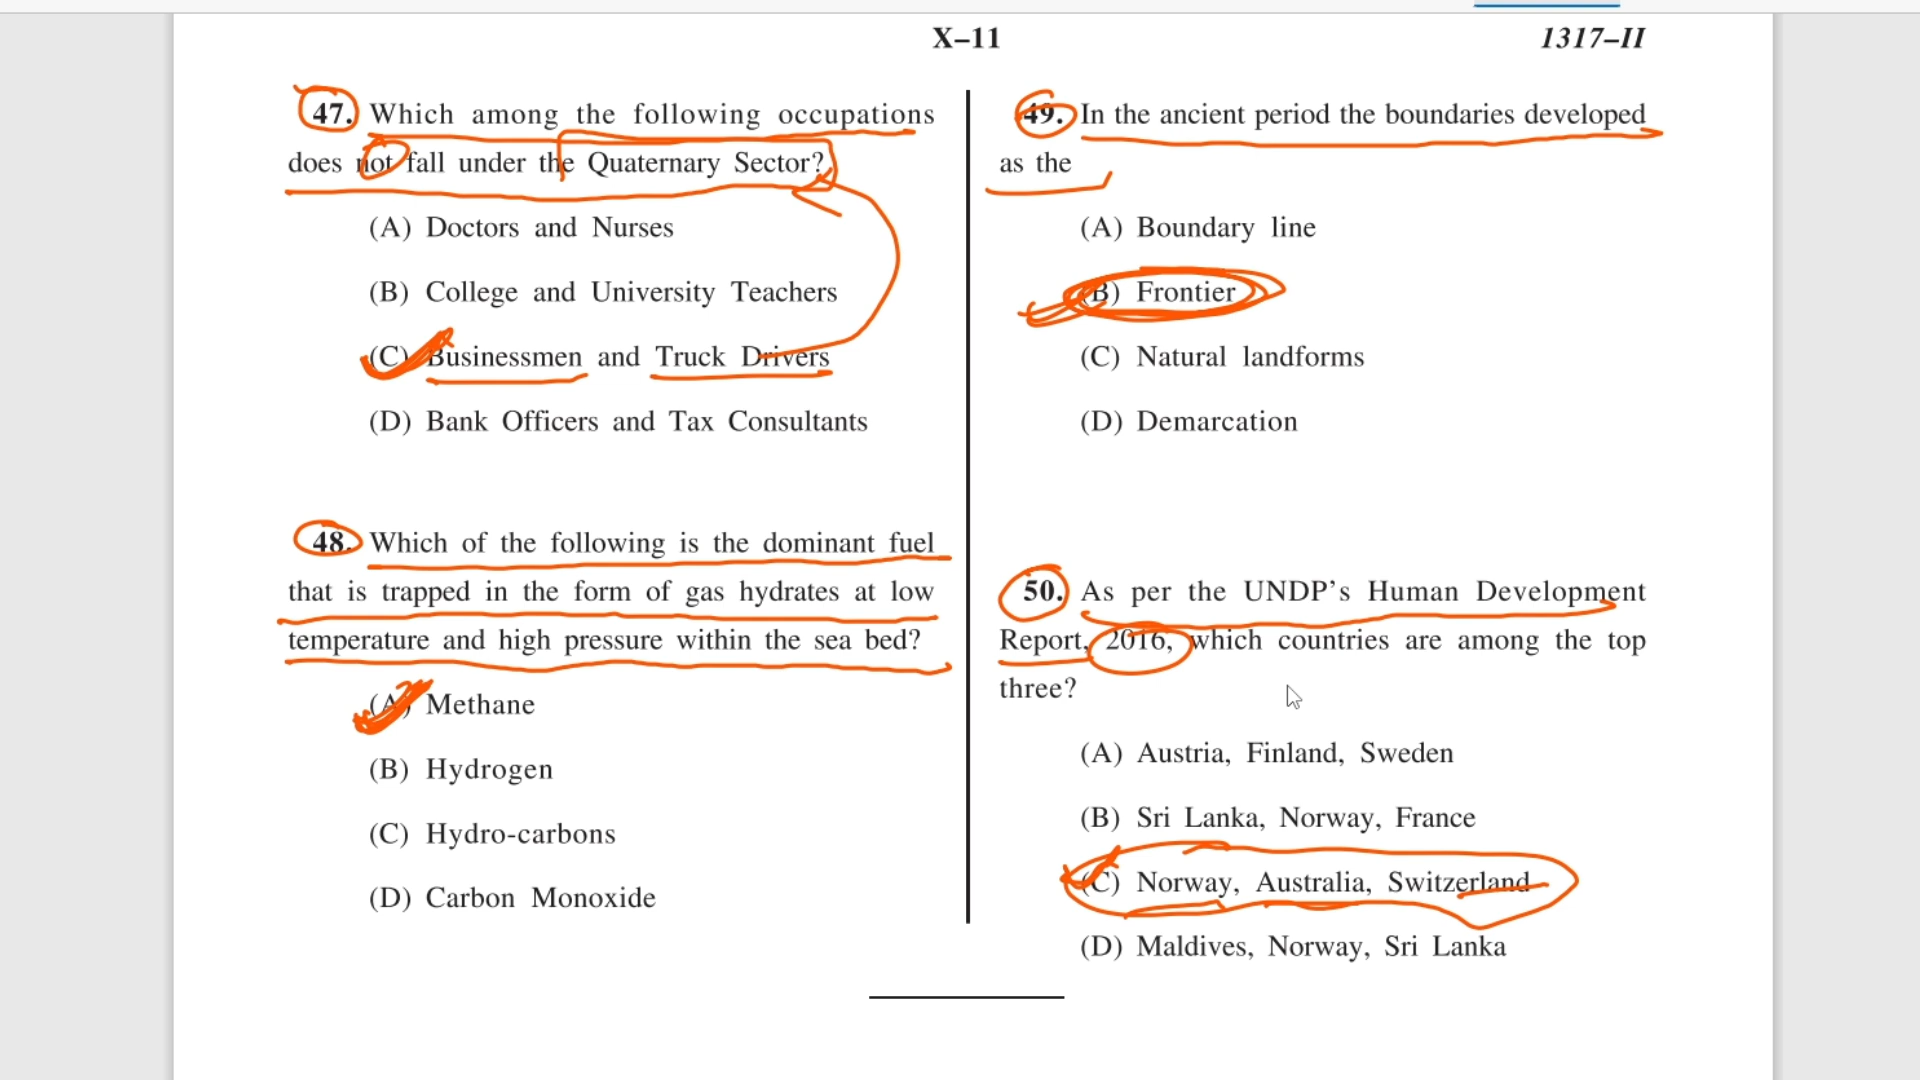 X–11
1317–II
47. Which among the following occupations
does not fall under the Quaternary Sector?
(A) Doctors and Nurses
(B) College and University Teachers
(C) Businessmen and Truck Drivers
(D) Bank Officers and Tax Consultants
48. Which of the following is the dominant fuel
that is trapped in the form of gas hydrates at low
temperature and high pressure within the sea bed?
(A) Methane
(B) Hydrogen
(C) Hydro-carbons
(D) Carbon Monoxide
49. In the ancient period the boundaries developed
as the
(A) Boundary line
(B) Frontier
(C) Natural landforms
(D) Demarcation
50. As per the UNDP’s Human Development
Report, 2016, which countries are among the top
three?
(A) Austria, Finland, Sweden
(B) Sri Lanka, Norway, France
(C) Norway, Australia, Switzerland
(D) Maldives, Norway, Sri Lanka